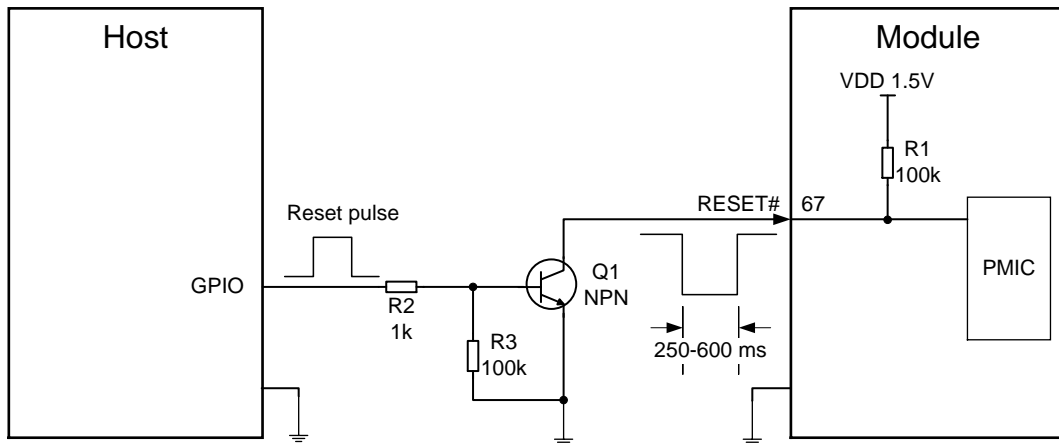 Host
Module
VDD 1.5V
R1
100k
RESET#
67
Reset pulse
GPIO
R2
1k
Q1
NPN
PMIC
R3
100k
250-600 ms